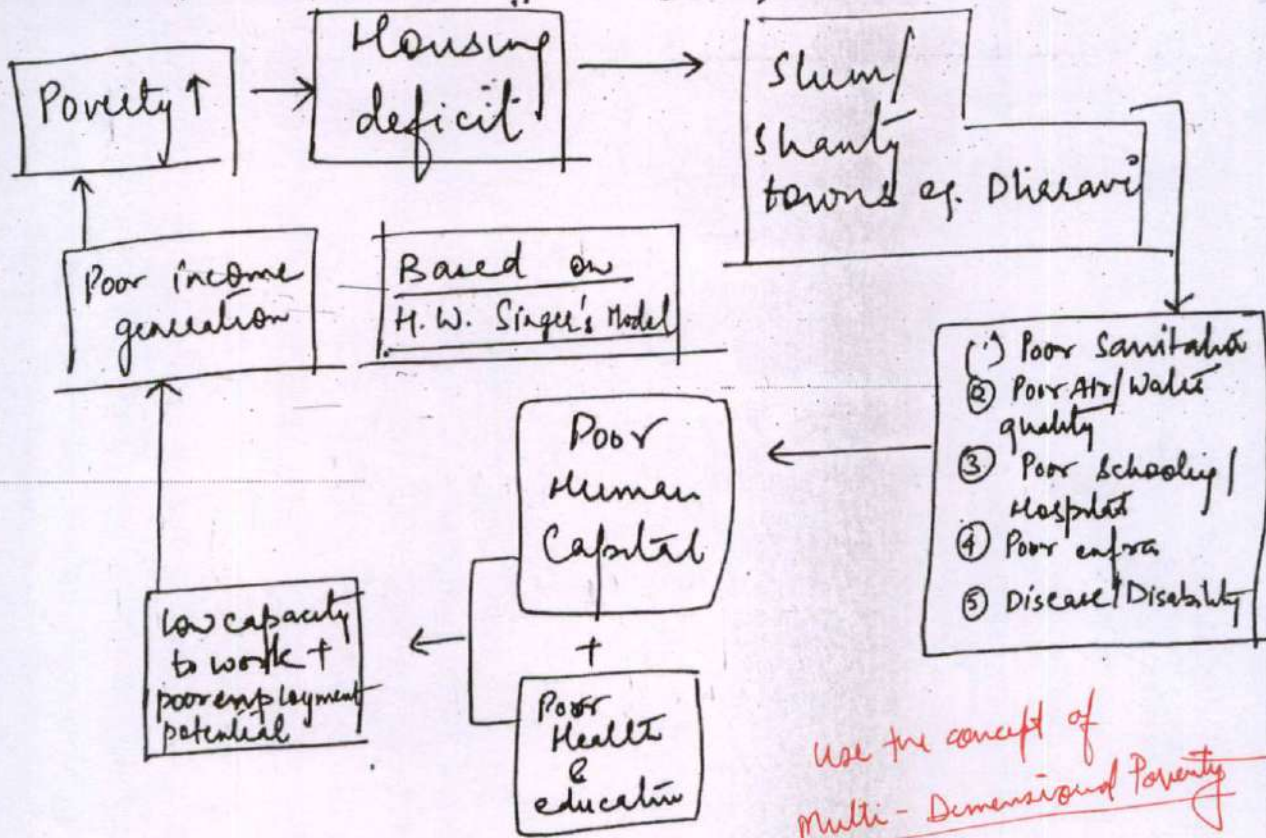 Poverty ↑
Housing
deficit
Slum/
Shanty
towns eg. Dharavi
(1) Poor Sanitation
② Poor Air/Water
quality
③ Poor Schooling/
Hospital
④ Poor infra
⑤ Disease/Disability
Poor
Human
Capital
+
Poor
Health
&
education
low capacity
to work +
poor employment
potential
Poor income
generation
Based on
H.W. Singer's Model
Use the concept of
Multi-Dimensional Poverty